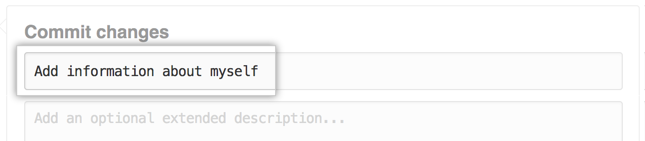 Commit changes
Add information about myself
Add an optional extended description...